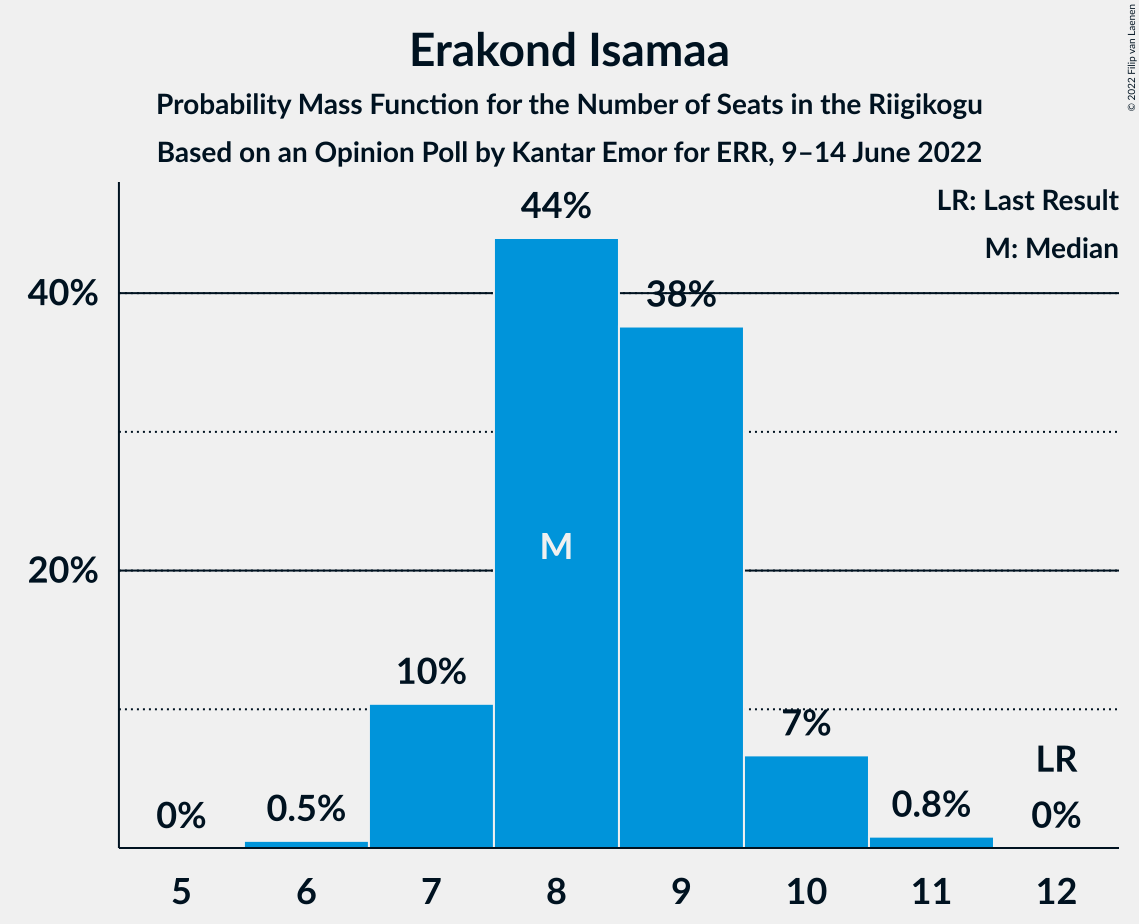 Erakond Isamaa
Probability Mass Function for the Number of Seats in the Riigikogu
Based on an Opinion Poll by Kantar Emor for ERR, 9–14 June 2022
© 2022 Filip van Laenen
LR: Last Result
M: Median
44%
40%
38%
M
20%
10%
7%
LR
0%
0.5%
0.8%
0%
5 6 7 8 9 10 11 12